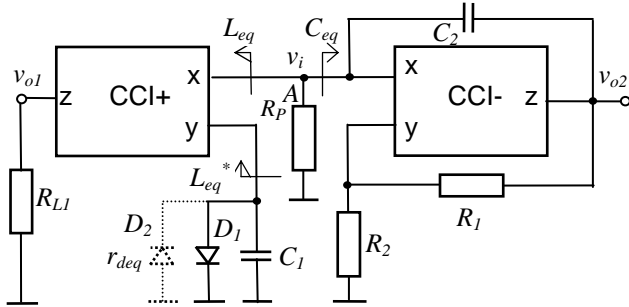 L_eq C_eq C_2
v_o1 x v_i x v_o2
z CCI+ A CCI- z
y R_P y
L_eq*
R_L1 D_2 D_1 R_1
r_deq C_1 R_2